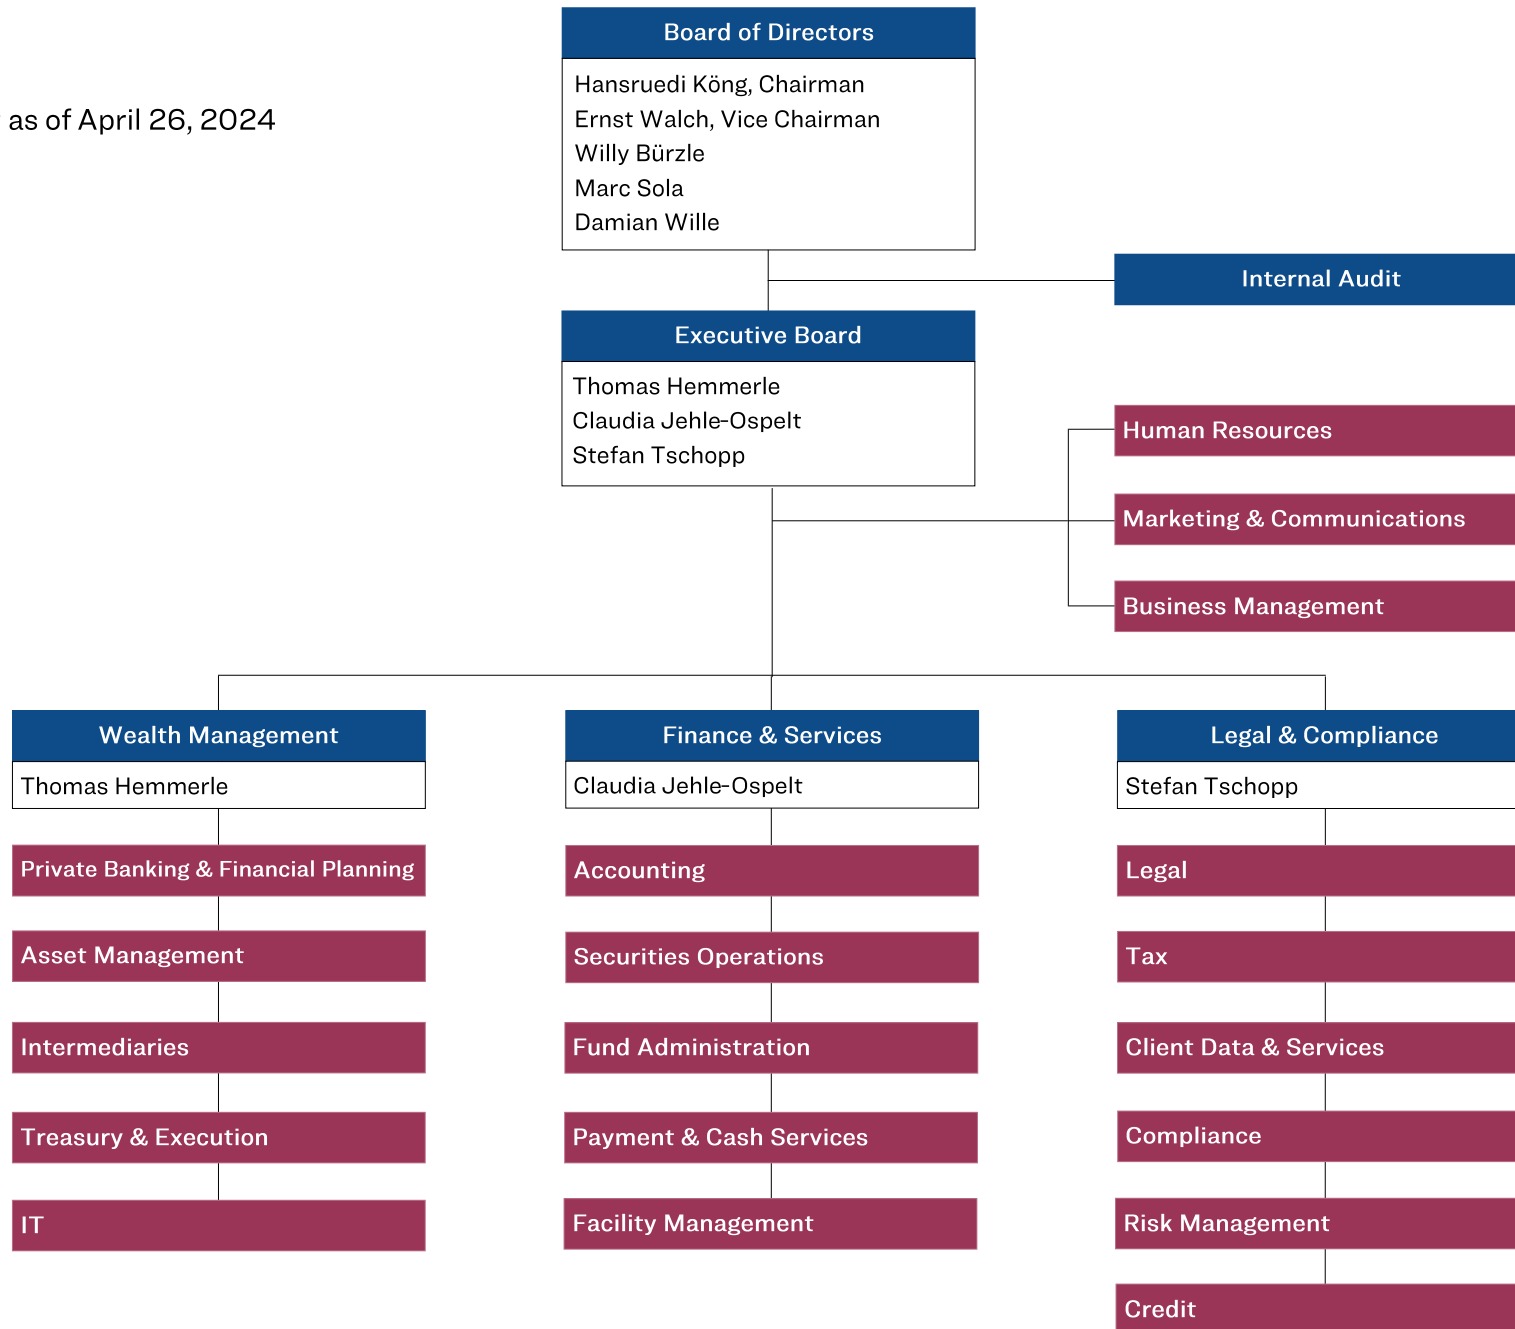 Board of Directors
Hansruedi Köng, Chairman
Ernst Walch, Vice Chairman
Willy Bürzle
Marc Sola
Damian Wille
as of April 26, 2024
Internal Audit
Executive Board
Thomas Hemmerle
Claudia Jehle-Ospelt
Stefan Tschopp
Human Resources
Marketing & Communications
Business Management
Wealth Management
Thomas Hemmerle
Private Banking & Financial Planning
Asset Management
Intermediaries
Treasury & Execution
IT
Finance & Services
Claudia Jehle-Ospelt
Accounting
Securities Operations
Fund Administration
Payment & Cash Services
Facility Management
Legal & Compliance
Stefan Tschopp
Legal
Tax
Client Data & Services
Compliance
Risk Management
Credit